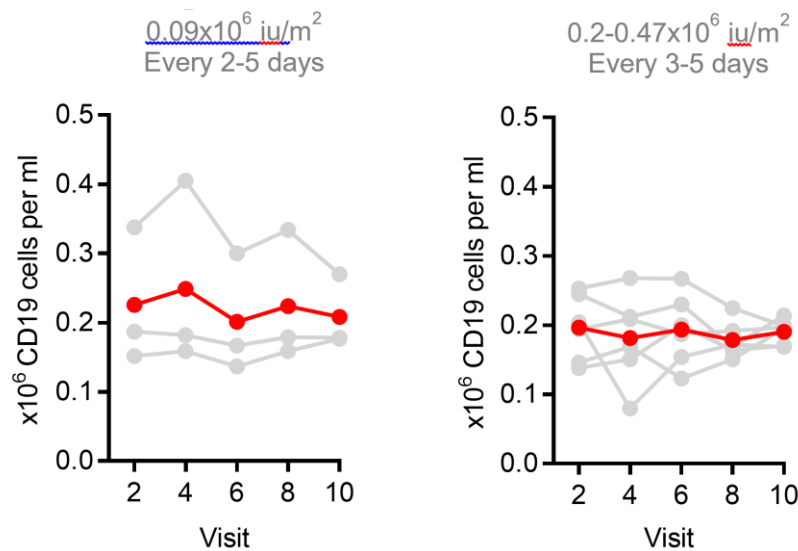 0.09x10⁶ iu/m²
Every 2-5 days
0.5
0.4
0.3
0.2
0.1
0.0
x10⁶ CD19 cells per ml
2 4 6 8 10
Visit
0.2-0.47x10⁶ iu/m²
Every 3-5 days
0.5
0.4
0.3
0.2
0.1
0.0
x10⁶ CD19 cells per ml
2 4 6 8 10
Visit